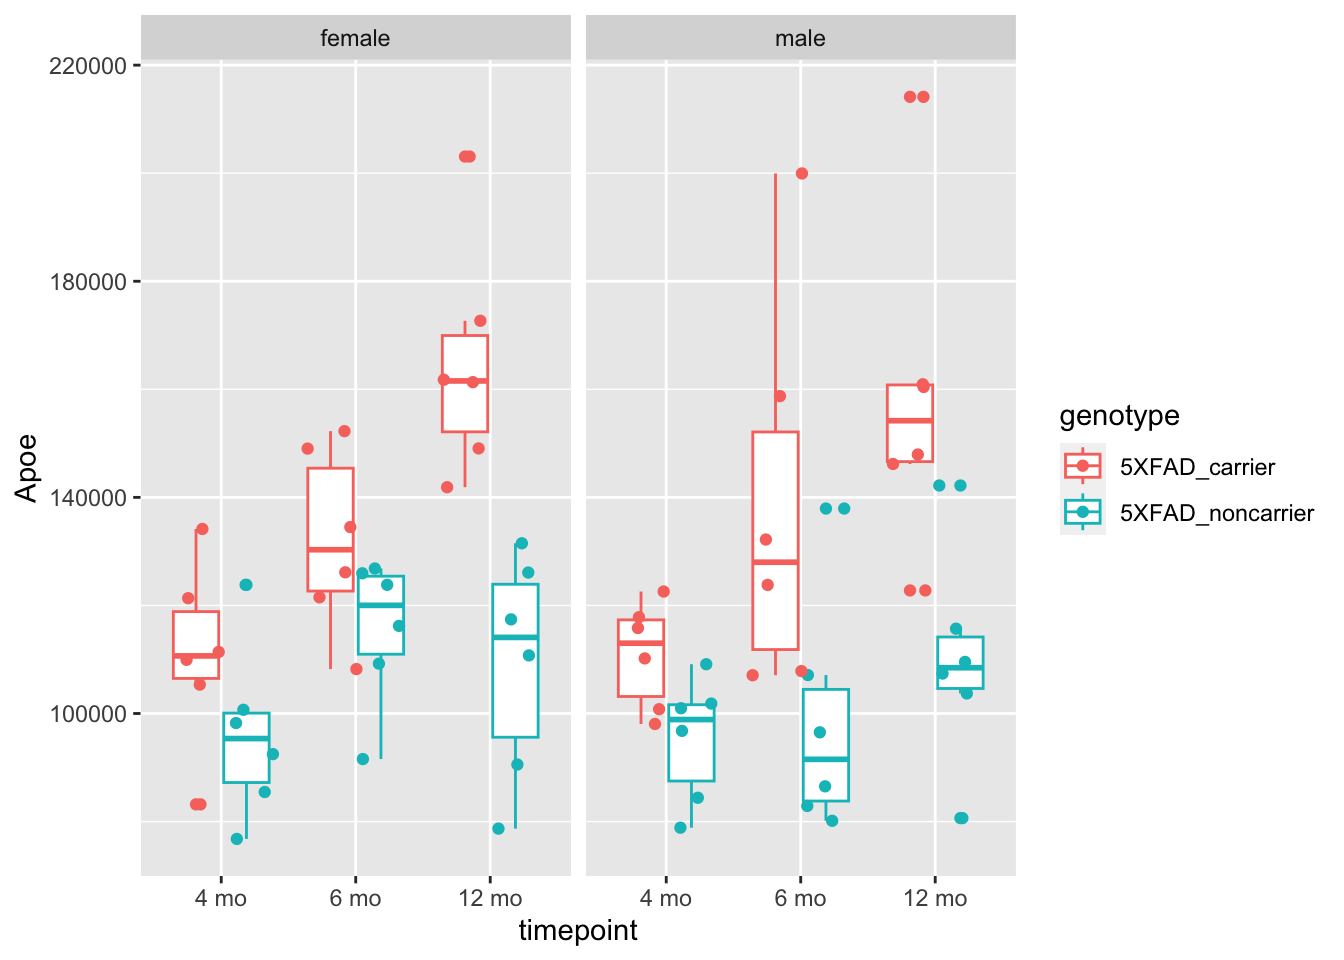 female
male
220000
180000
140000
100000
Apoe
4 mo
6 mo
12 mo
4 mo
6 mo
12 mo
timepoint
genotype
5XFAD_carrier
5XFAD_noncarrier